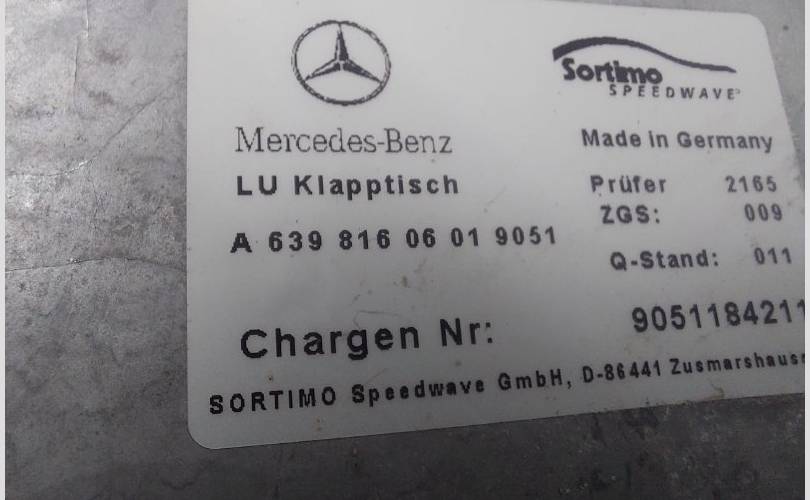 Sortimo
SPEEDWAVE
Mercedes-Benz
Made in Germany
LU Klapptisch
Prüfer 2165
ZGS: 009
A 639 816 06 01 9051
Q-Stand: 011
Chargen Nr: 9051184211
SORTIMO Speedwave GmbH, D-86441 Zusmarshaus